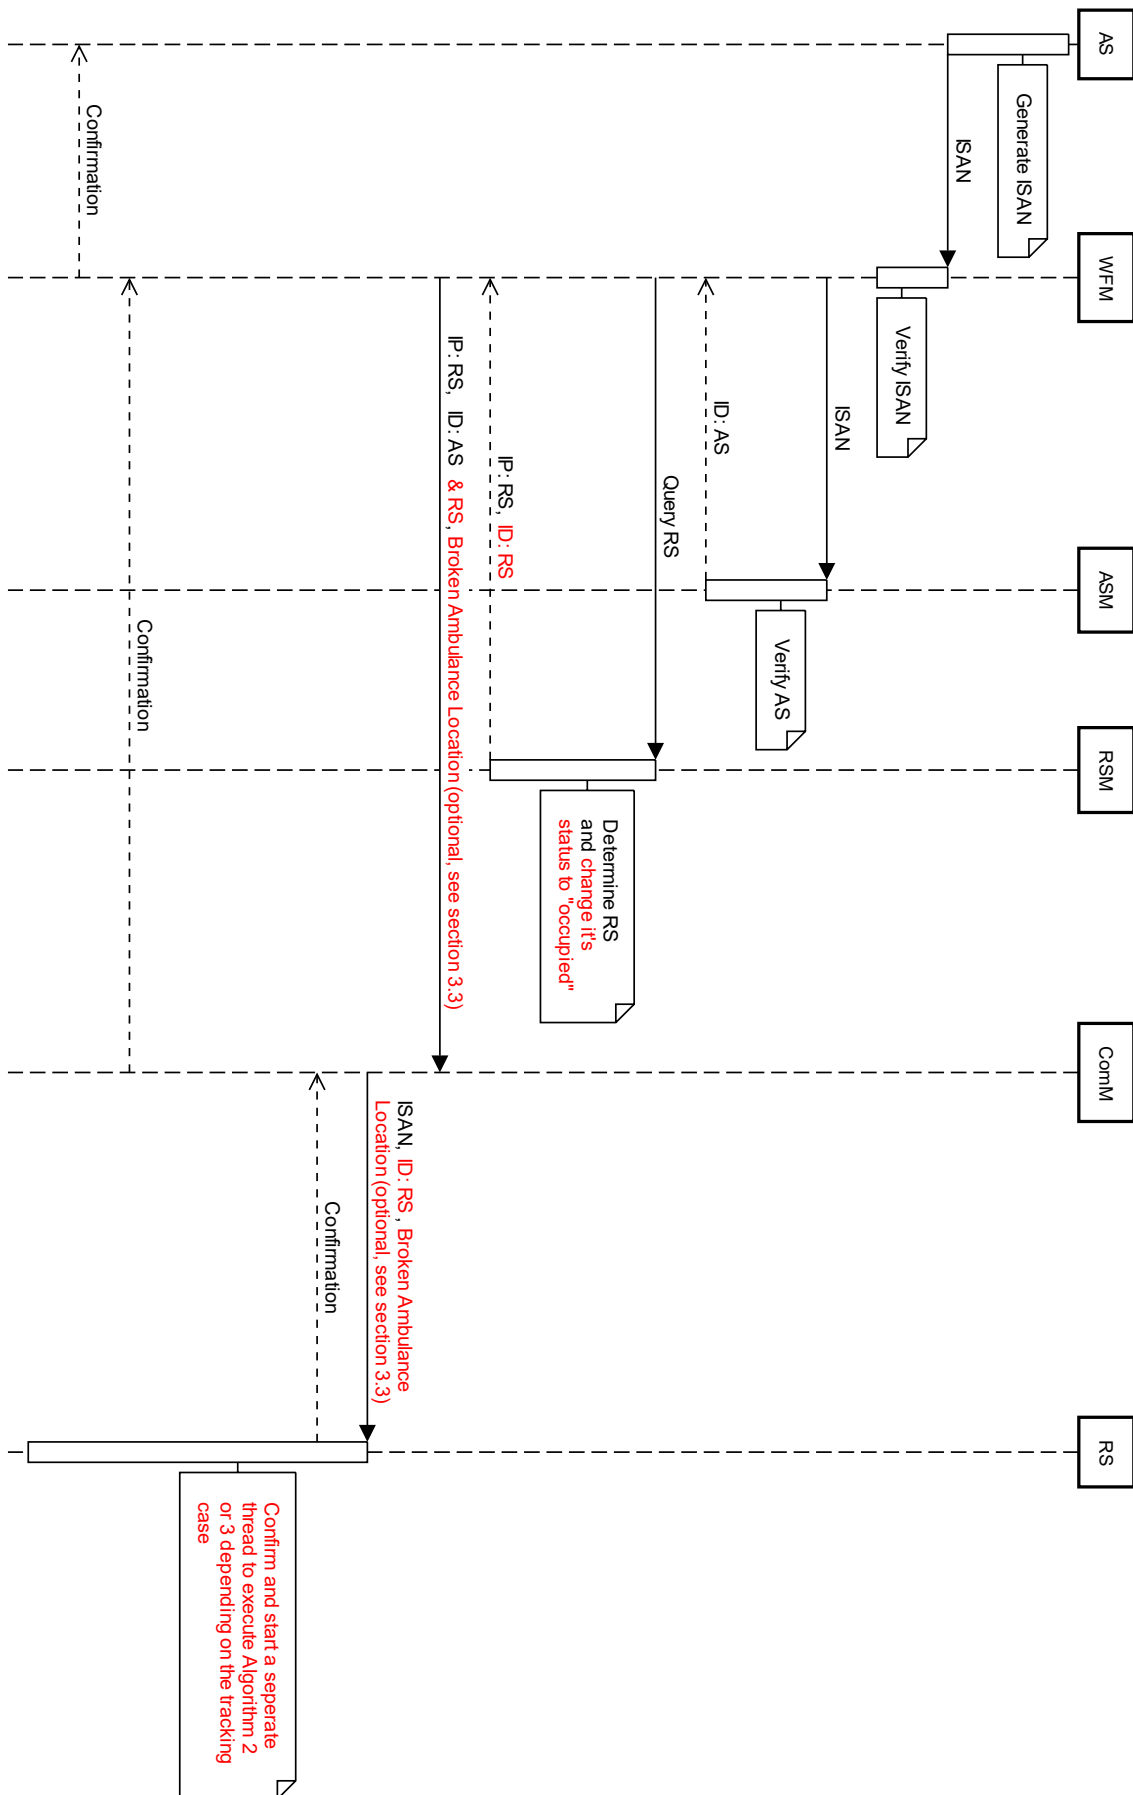 AS
WFM
ASM
RSM
ComM
RS
Generate ISAN
ISAN
Verify ISAN
ISAN
Verify AS
ID: AS
Query RS
Determine RS
and change it's
status to "occupied"
IP: RS, ID: RS
IP: RS, ID: AS & RS, Broken Ambulance Location (optional, see section 3.3)
ISAN, ID: RS , Broken Ambulance
Location (optional, see section 3.3)
Confirmation
Confirm and start a seperate
thread to execute Algorithm 2
or 3 depending on the tracking
case
Confirmation
Confirmation